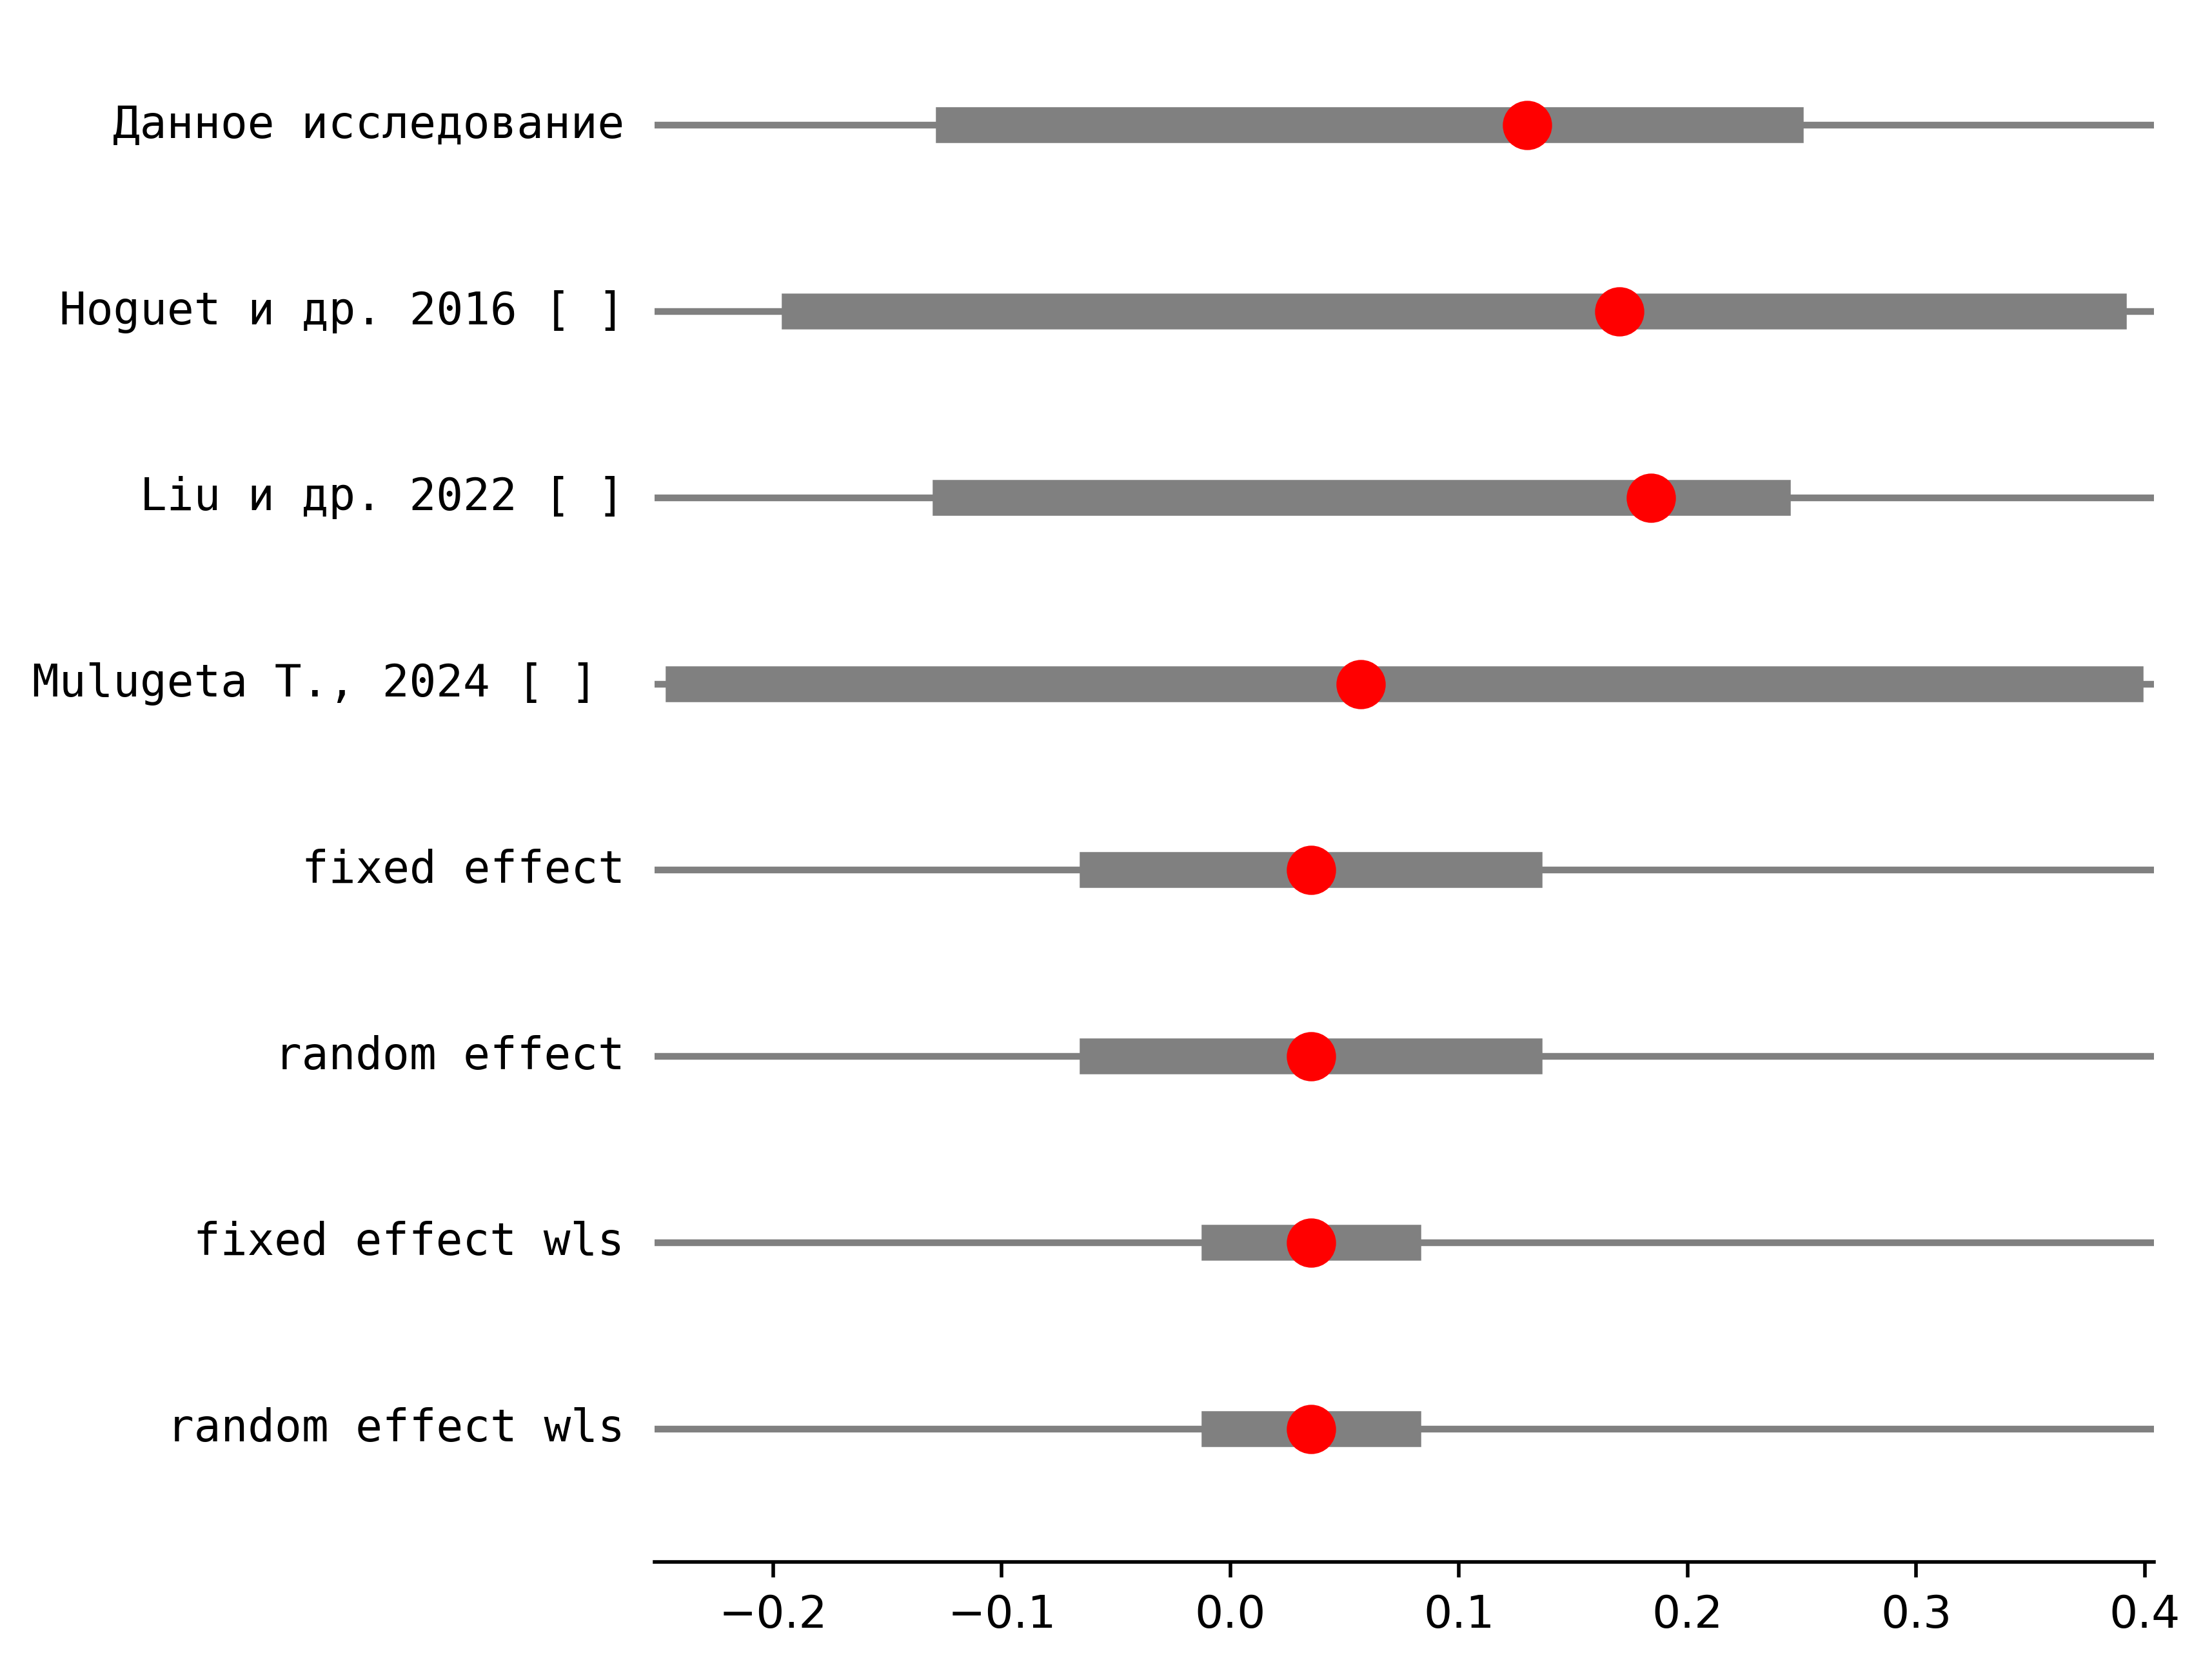 Данное исследование
Hoguet и др. 2016 [ ]
Liu и др. 2022 [ ]
Mulugeta T., 2024 [ ]
fixed effect
random effect
fixed effect wls
random effect wls
−0.2 −0.1 0.0 0.1 0.2 0.3 0.4